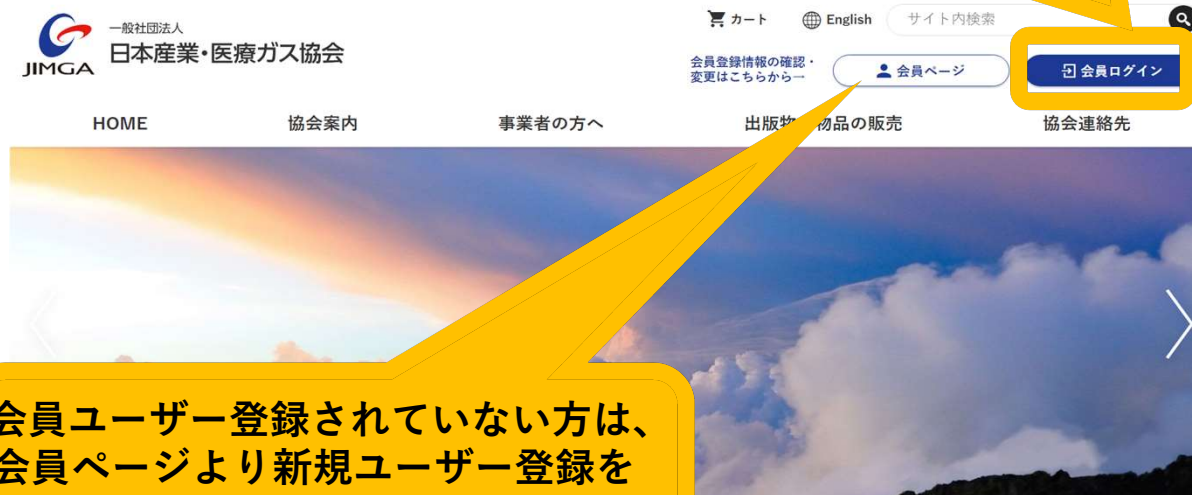 JIMGA
一般社団法人
日本産業・医療ガス協会
カート
English
サイト内検索
会員登録情報の確認・
変更はこちらから→
会員ページ
会員ログイン
HOME
協会案内
事業者の方へ
出版物 物品の販売
協会連絡先
会員ユーザー登録されていない方は、
会員ページより新規ユーザー登録を